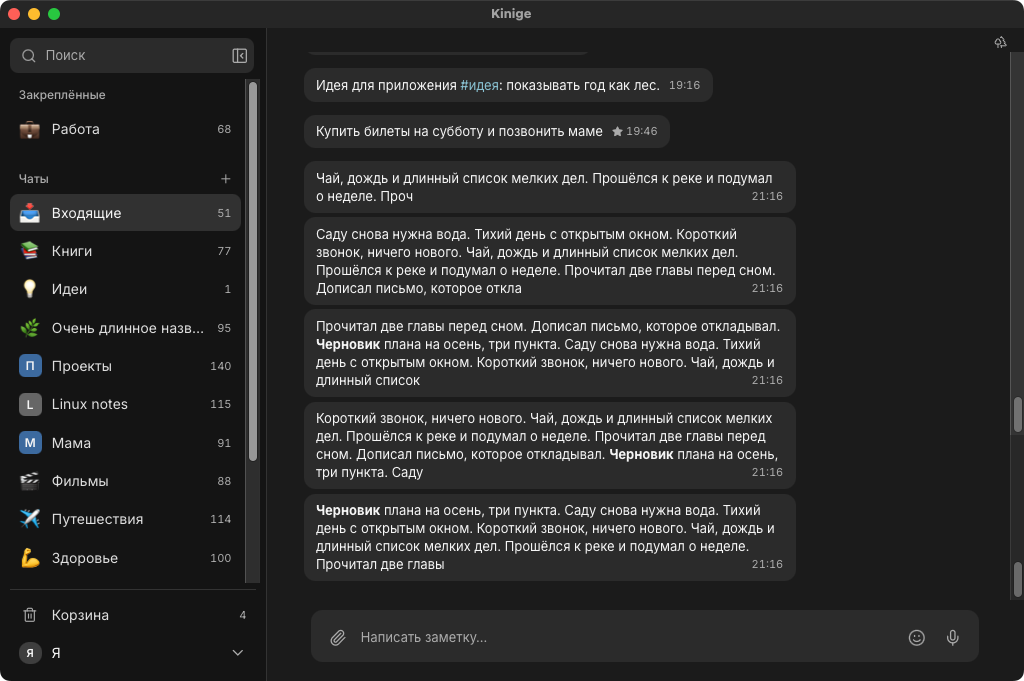 Kinige
Поиск
Закреплённые
Работа 68
Чаты
Входящие 51
Книги 77
Идеи 1
Очень длинное назв... 95
П Проекты 140
L Linux notes 115
М Мама 91
Фильмы 88
Путешествия 114
Здоровье 100
Корзина 4
Я Я
Идея для приложения #идея: показывать год как лес. 19:16
Купить билеты на субботу и позвонить маме 19:46
Чай, дождь и длинный список мелких дел. Прошёлся к реке и подумал
о неделе. Проч 21:16
Саду снова нужна вода. Тихий день с открытым окном. Короткий
звонок, ничего нового. Чай, дождь и длинный список мелких дел.
Прошёлся к реке и подумал о неделе. Прочитал две главы перед сном.
Дописал письмо, которое откла 21:16
Прочитал две главы перед сном. Дописал письмо, которое откладывал.
Черновик плана на осень, три пункта. Саду снова нужна вода. Тихий
день с открытым окном. Короткий звонок, ничего нового. Чай, дождь и
длинный список 21:16
Короткий звонок, ничего нового. Чай, дождь и длинный список мелких
дел. Прошёлся к реке и подумал о неделе. Прочитал две главы перед
сном. Дописал письмо, которое откладывал. Черновик плана на осень,
три пункта. Саду 21:16
Черновик плана на осень, три пункта. Саду снова нужна вода. Тихий
день с открытым окном. Короткий звонок, ничего нового. Чай, дождь и
длинный список мелких дел. Прошёлся к реке и подумал о неделе.
Прочитал две главы 21:16
Написать заметку...